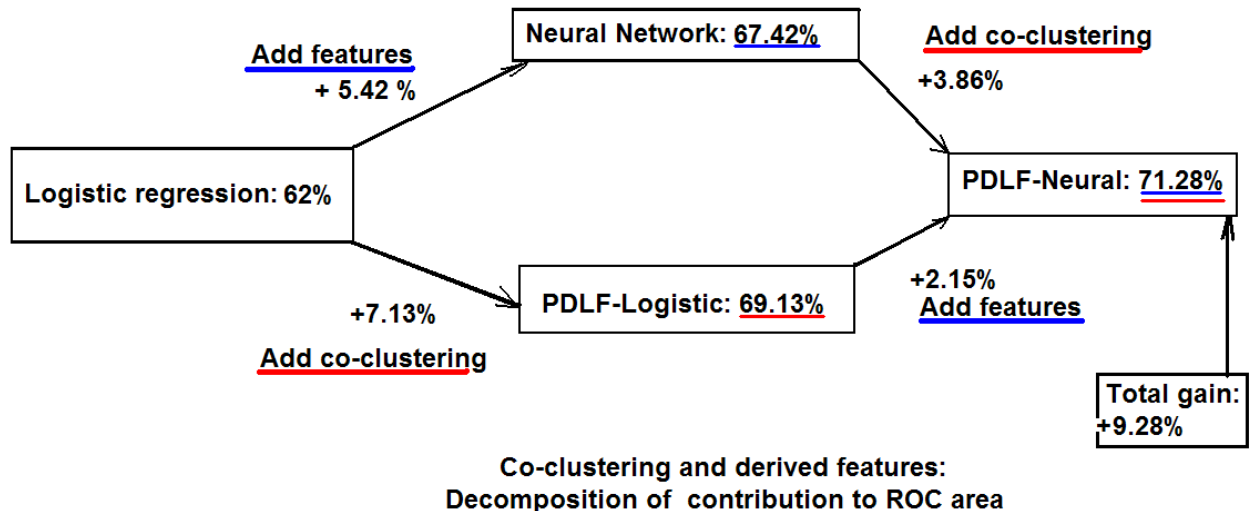 Neural Network: 67.42%
Add co-clustering
Add features
+ 5.42 %
+3.86%
Logistic regression: 62%
PDLF-Neural: 71.28%
+7.13%
PDLF-Logistic: 69.13%
+2.15%
Add features
Add co-clustering
Total gain:
+9.28%
Co-clustering and derived features:
Decomposition of contribution to ROC area